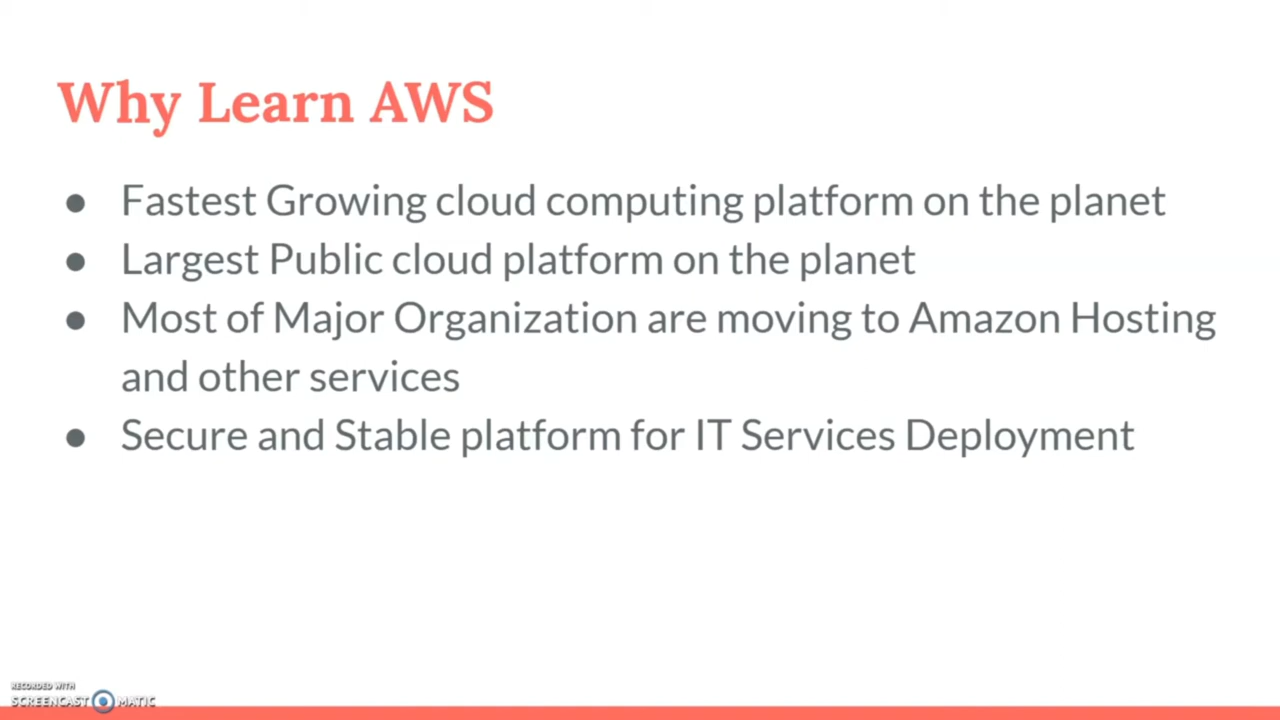 Why Learn AWS
● Fastest Growing cloud computing platform on the planet
● Largest Public cloud platform on the planet
● Most of Major Organization are moving to Amazon Hosting
and other services
● Secure and Stable platform for IT Services Deployment
RECORDED WITH
SCREENCAST MATIC